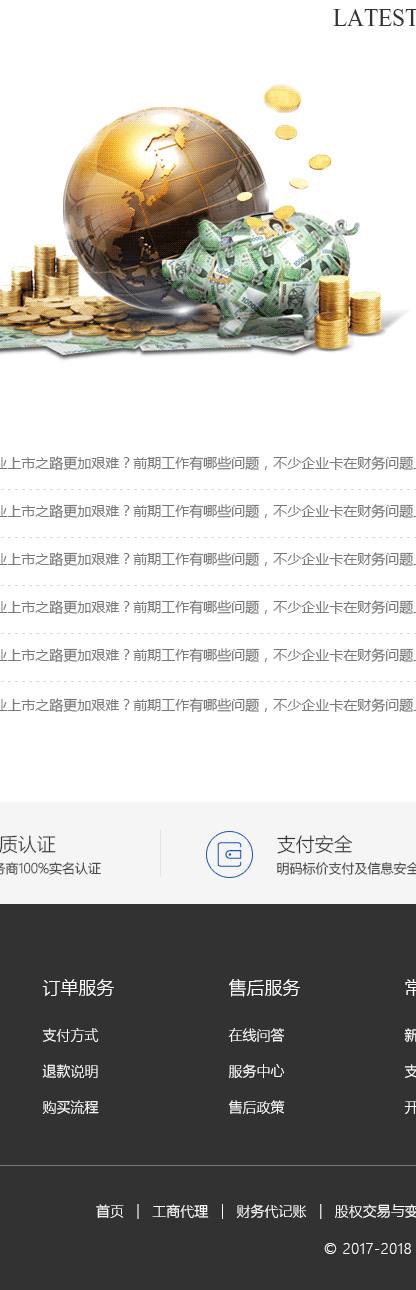 LATEST
业上市之路更加艰难？前期工作有哪些问题，不少企业卡在财务问题
业上市之路更加艰难？前期工作有哪些问题，不少企业卡在财务问题
业上市之路更加艰难？前期工作有哪些问题，不少企业卡在财务问题
业上市之路更加艰难？前期工作有哪些问题，不少企业卡在财务问题
业上市之路更加艰难？前期工作有哪些问题，不少企业卡在财务问题
业上市之路更加艰难？前期工作有哪些问题，不少企业卡在财务问题
质认证 支付安全
务商100%实名认证 明码标价支付及信息安全
订单服务 售后服务 常
支付方式 在线问答 新
退款说明 服务中心 支
购买流程 售后政策 开
首页 | 工商代理 | 财务代记账 | 股权交易与变
© 2017-2018